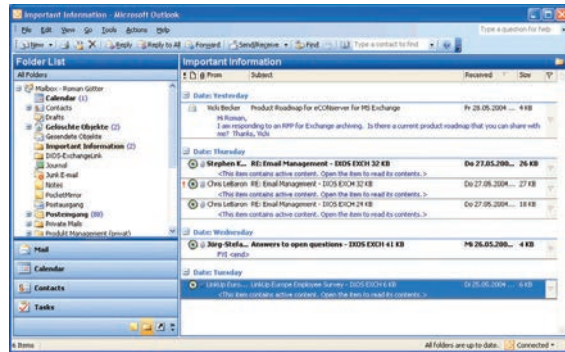 Important Information - Microsoft Outlook
File Edit View Go Tools Actions Help
Type a question for help
New
Reply Reply to All Forward Send/Receive Find Type a contact to find
Folder List
All Folders
Mailbox - Roman Götter
Calendar (1)
Contacts
Drafts
Gelöschte Objekte (2)
Gesendete Objekte
Important Information (2)
IXOS-ExchangeLink
Journal
Junk E-mail
Notes
PocketMirror
Postausgang
Posteingang (88)
Private Mails
Produkt Management (privat)
Mail
Calendar
Contacts
Tasks
6 Items
Important Information
From Subject Received Size
Date: Yesterday
Vicki Becker Product Roadmap for eCONserver for MS Exchange Fr 28.05.2004 ... 4 KB
Hi Roman,
I am responding to an RFP for Exchange archiving. Is there a current product roadmap that you can share with
me? Thanks, Vicki
Date: Thursday
Stephen K... RE: Email Management - IXOS EXCH 32 KB Do 27.05.200... 26 KB
<This item contains active content. Open the item to read its contents.>
Chris LeBaron RE: Email Management - IXOS EXCH 32 KB Do 27.05.2004 ... 27 KB
<This item contains active content. Open the item to read its contents.>
Chris LeBaron RE: Email Management - IXOS EXCH 24 KB Do 27.05.2004 ... 18 KB
<This item contains active content. Open the item to read its contents.>
Date: Wednesday
Jörg-Stefa... Answers to open questions - IXOS EXCH 41 KB Mi 26.05.200... 4 KB
FYI <end>
Date: Tuesday
LinkUp Euro... LinkUp Europe Employee Survey - IXOS EXCH 6 KB Di 25.05.2004 ... 6 KB
<This item contains active content. Open the item to read its contents.>
All folders are up to date. Connected